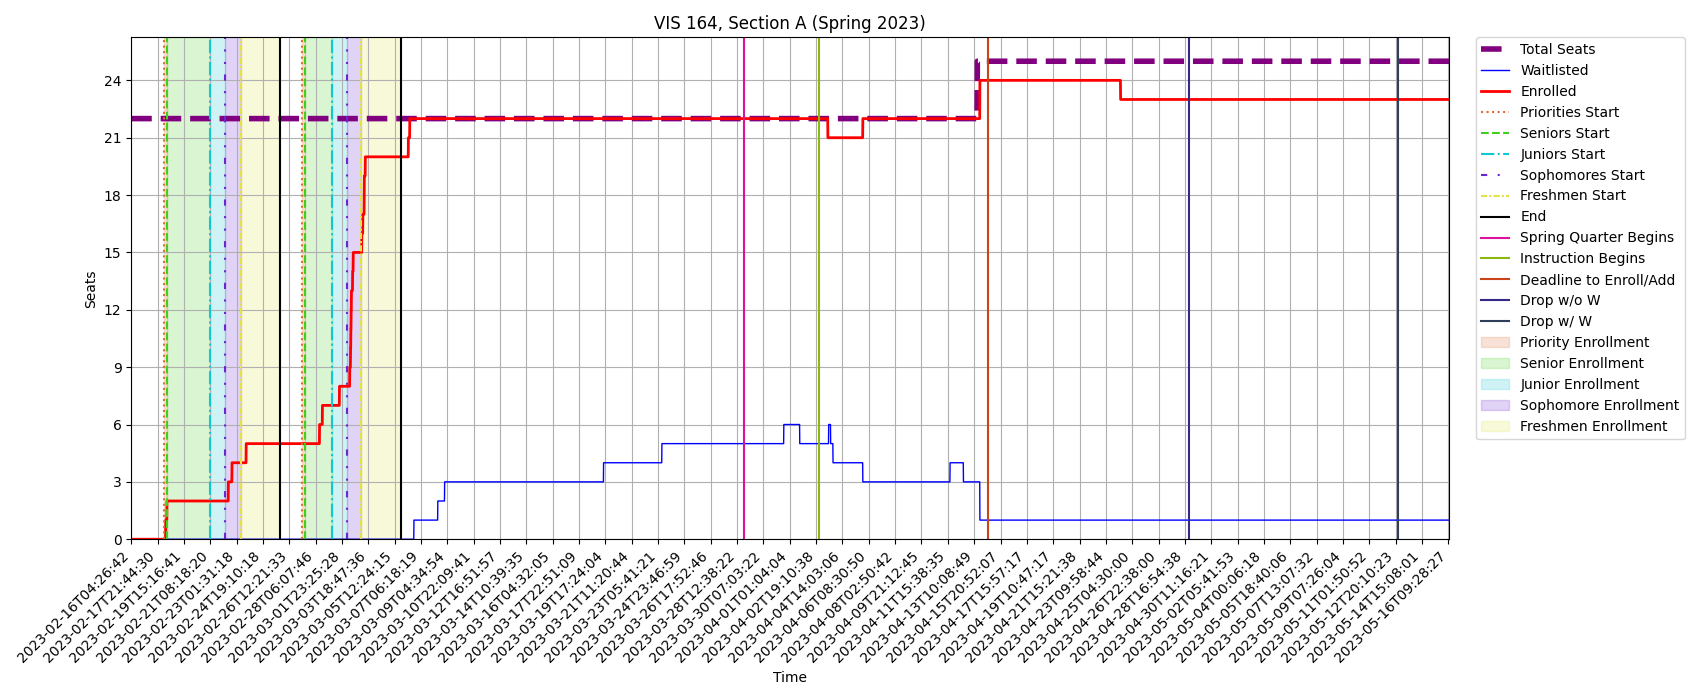 VIS 164, Section A (Spring 2023)
Seats
24
21
18
15
12
9
6
3
0
2023-02-16T04:26:42
2023-02-17T21:44:30
2023-02-19T15:16:41
2023-02-21T08:18:20
2023-02-23T01:31:18
2023-02-24T19:10:18
2023-02-26T12:21:33
2023-02-28T06:07:46
2023-03-01T23:25:28
2023-03-03T18:47:36
2023-03-05T12:24:15
2023-03-07T06:18:19
2023-03-09T04:34:54
2023-03-10T22:09:41
2023-03-12T16:51:57
2023-03-14T10:39:35
2023-03-16T04:32:05
2023-03-17T22:51:09
2023-03-19T17:24:04
2023-03-21T11:20:44
2023-03-23T05:41:21
2023-03-24T23:46:59
2023-03-26T17:52:46
2023-03-28T12:38:22
2023-03-30T07:03:22
2023-04-01T01:04:04
2023-04-02T19:10:38
2023-04-04T14:03:06
2023-04-06T08:30:50
2023-04-08T02:50:42
2023-04-09T21:12:45
2023-04-11T15:38:35
2023-04-13T10:08:49
2023-04-15T20:52:07
2023-04-17T15:57:17
2023-04-19T10:47:17
2023-04-21T15:21:38
2023-04-23T09:58:44
2023-04-25T04:30:00
2023-04-26T22:38:00
2023-04-28T16:54:38
2023-04-30T11:16:21
2023-05-02T05:41:53
2023-05-04T00:06:18
2023-05-05T18:40:06
2023-05-07T13:07:32
2023-05-09T07:26:04
2023-05-11T01:50:52
2023-05-12T20:10:23
2023-05-14T15:08:01
2023-05-16T09:28:27
Time
Total Seats
Waitlisted
Enrolled
Priorities Start
Seniors Start
Juniors Start
Sophomores Start
Freshmen Start
End
Spring Quarter Begins
Instruction Begins
Deadline to Enroll/Add
Drop w/o W
Drop w/ W
Priority Enrollment
Senior Enrollment
Junior Enrollment
Sophomore Enrollment
Freshmen Enrollment